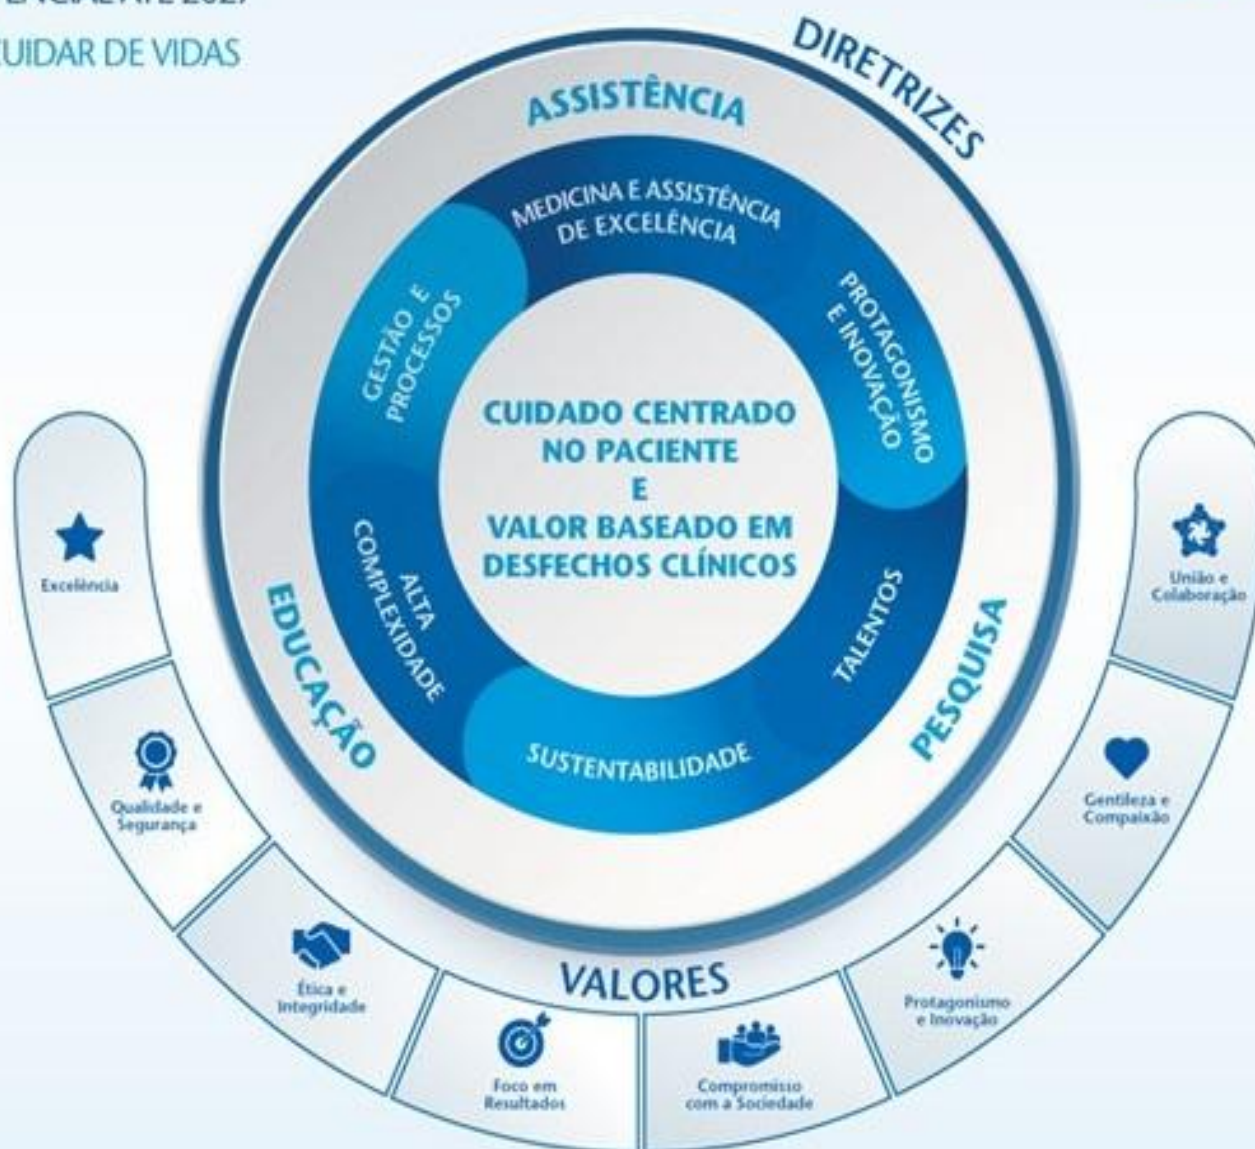 CUIDAR DE VIDAS
DIRETRIZES
ASSISTÊNCIA
MEDICINA E ASSISTÊNCIA
DE EXCELÊNCIA
PROTAGONISMO
E INOVAÇÃO
GESTÃO E
PROCESSOS
CUIDADO CENTRADO
NO PACIENTE
E
VALOR BASEADO EM
DESFECHOS CLÍNICOS
ALTA
COMPLEXIDADE
TALENTOS
SUSTENTABILIDADE
EDUCAÇÃO
PESQUISA
VALORES
Excelência
Qualidade e
Segurança
Ética e
Integridade
Foco em
Resultados
Compromisso
com a Sociedade
Protagonismo
e Inovação
Gentileza e
Compaixão
União e
Colaboração